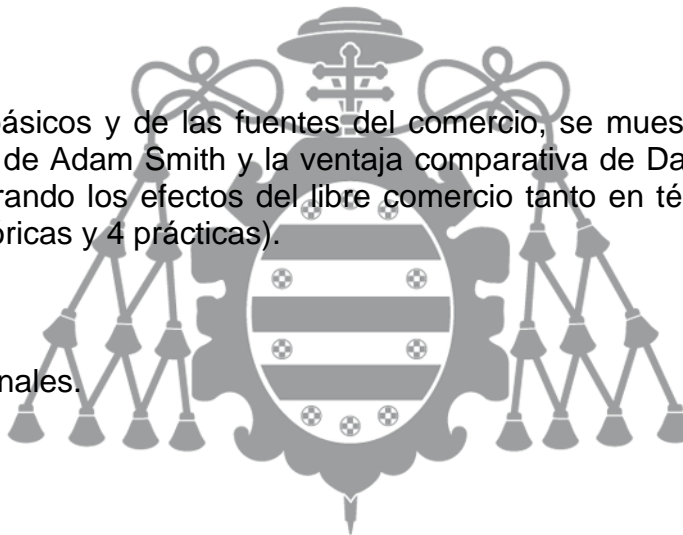 básicos y de las fuentes del comercio, se mues
de Adam Smith y la ventaja comparativa de Da
rando los efectos del libre comercio tanto en té
óricas y 4 prácticas).
nales.